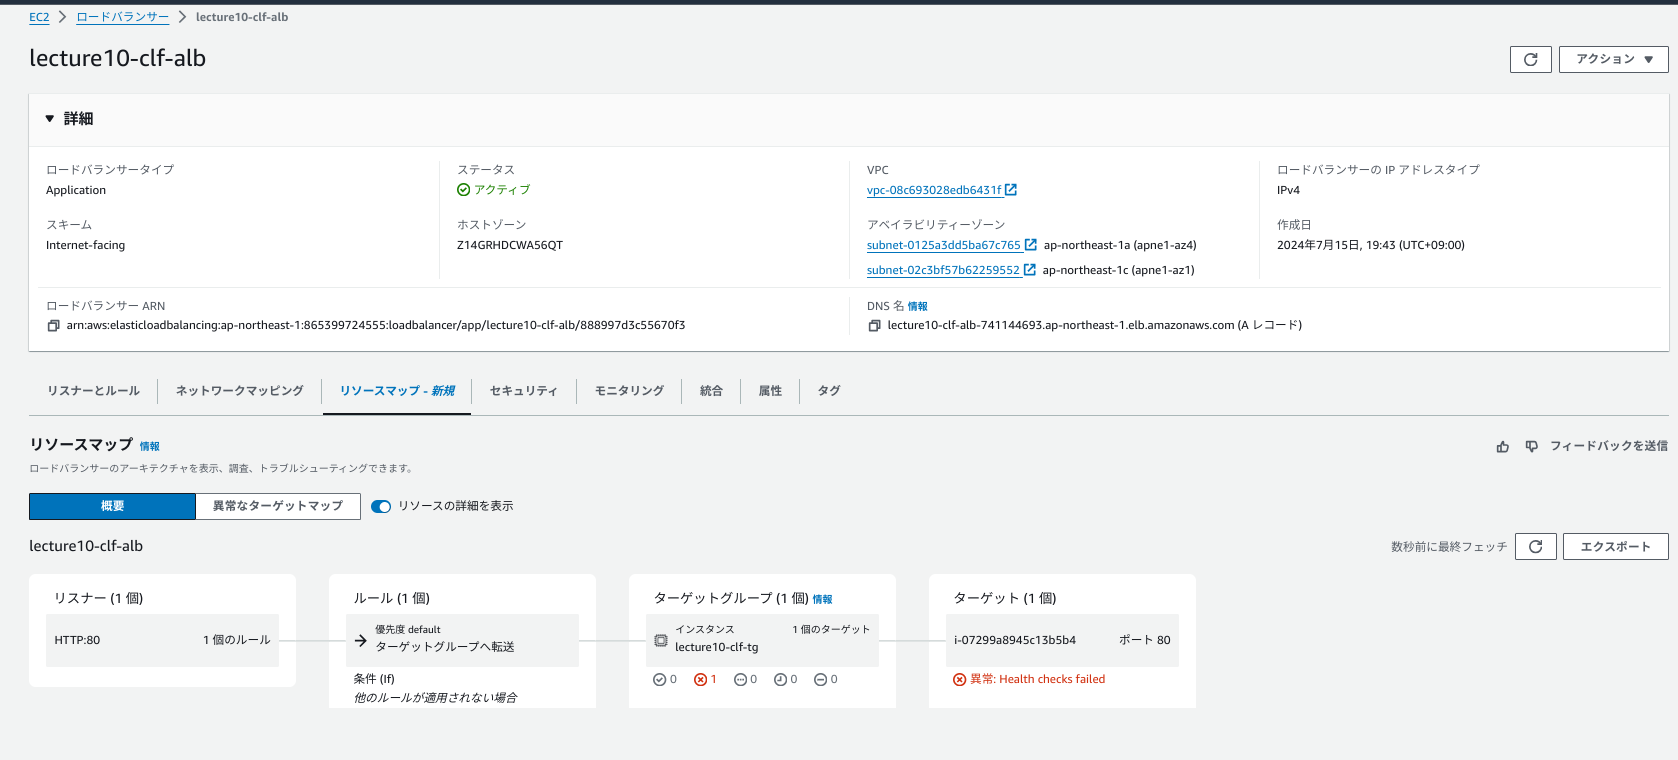 EC2 > ロードバランサー > lecture10-clf-alb
lecture10-clf-alb
アクション ▼
▼ 詳細
ロードバランサータイプ
Application
ステータス
アクティブ
VPC
vpc-08c693028edb6431f
ロードバランサーの IP アドレスタイプ
IPv4
スキーム
Internet-facing
ホストゾーン
Z14GRHDCWA56QT
アベイラビリティーゾーン
subnet-0125a3dd5ba67c765 ap-northeast-1a (apne1-az4)
subnet-02c3bf57b62259552 ap-northeast-1c (apne1-az1)
作成日
2024年7月15日, 19:43 (UTC+09:00)
ロードバランサー ARN
arn:aws:elasticloadbalancing:ap-northeast-1:865399724555:loadbalancer/app/lecture10-clf-alb/888997d3c55670f3
DNS 名 情報
lecture10-clf-alb-741144693.ap-northeast-1.elb.amazonaws.com (A レコード)
リスナーとルール ネットワークマッピング リソースマップ - 新規 セキュリティ モニタリング 統合 属性 タグ
リソースマップ 情報
フィードバックを送信
ロードバランサーのアーキテクチャを表示、調査、トラブルシューティングできます。
概要 異常なターゲットマップ リソースの詳細を表示
lecture10-clf-alb
数秒前に最終フェッチ エクスポート
リスナー (1 個)
HTTP:80 1 個のルール
ルール (1 個)
優先度 default
ターゲットグループへ転送
条件 (If)
他のルールが適用されない場合
ターゲットグループ (1 個) 情報
インスタンス 1 個のターゲット
lecture10-clf-tg
0 1 0 0 0
ターゲット (1 個)
i-07299a8945c13b5b4 ポート 80
異常: Health checks failed